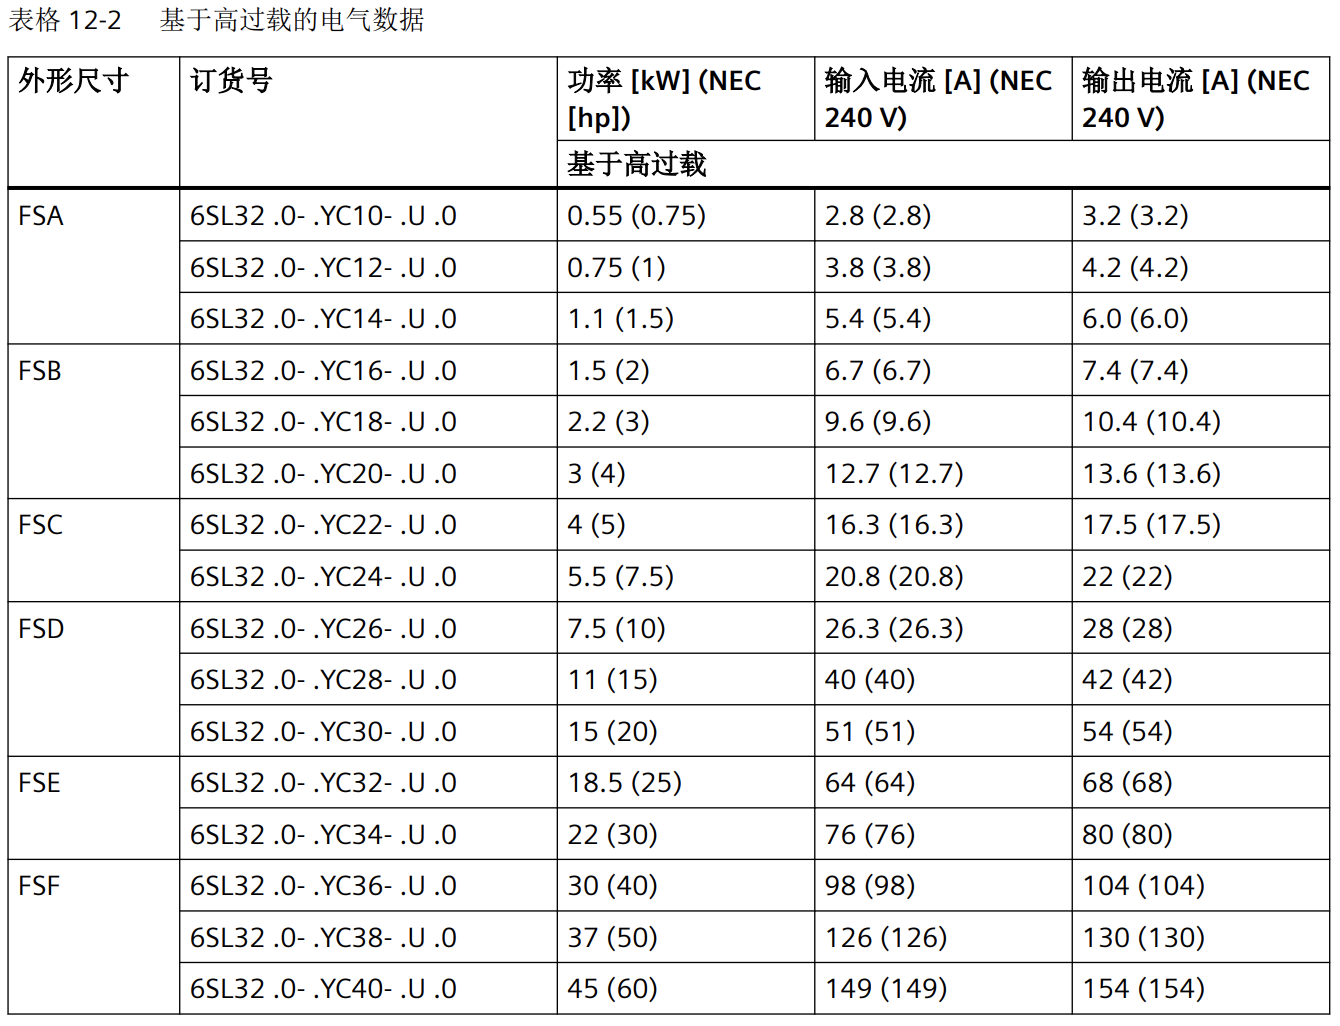 表格 12-2 基于高过载的电气数据
外形尺寸 订货号 功率 [kW] (NEC [hp]) 输入电流 [A] (NEC 240 V) 输出电流 [A] (NEC 240 V)
基于高过载
FSA 6SL32 .0- .YC10- .U .0 0.55 (0.75) 2.8 (2.8) 3.2 (3.2)
6SL32 .0- .YC12- .U .0 0.75 (1) 3.8 (3.8) 4.2 (4.2)
6SL32 .0- .YC14- .U .0 1.1 (1.5) 5.4 (5.4) 6.0 (6.0)
FSB 6SL32 .0- .YC16- .U .0 1.5 (2) 6.7 (6.7) 7.4 (7.4)
6SL32 .0- .YC18- .U .0 2.2 (3) 9.6 (9.6) 10.4 (10.4)
6SL32 .0- .YC20- .U .0 3 (4) 12.7 (12.7) 13.6 (13.6)
FSC 6SL32 .0- .YC22- .U .0 4 (5) 16.3 (16.3) 17.5 (17.5)
6SL32 .0- .YC24- .U .0 5.5 (7.5) 20.8 (20.8) 22 (22)
FSD 6SL32 .0- .YC26- .U .0 7.5 (10) 26.3 (26.3) 28 (28)
6SL32 .0- .YC28- .U .0 11 (15) 40 (40) 42 (42)
6SL32 .0- .YC30- .U .0 15 (20) 51 (51) 54 (54)
FSE 6SL32 .0- .YC32- .U .0 18.5 (25) 64 (64) 68 (68)
6SL32 .0- .YC34- .U .0 22 (30) 76 (76) 80 (80)
FSF 6SL32 .0- .YC36- .U .0 30 (40) 98 (98) 104 (104)
6SL32 .0- .YC38- .U .0 37 (50) 126 (126) 130 (130)
6SL32 .0- .YC40- .U .0 45 (60) 149 (149) 154 (154)